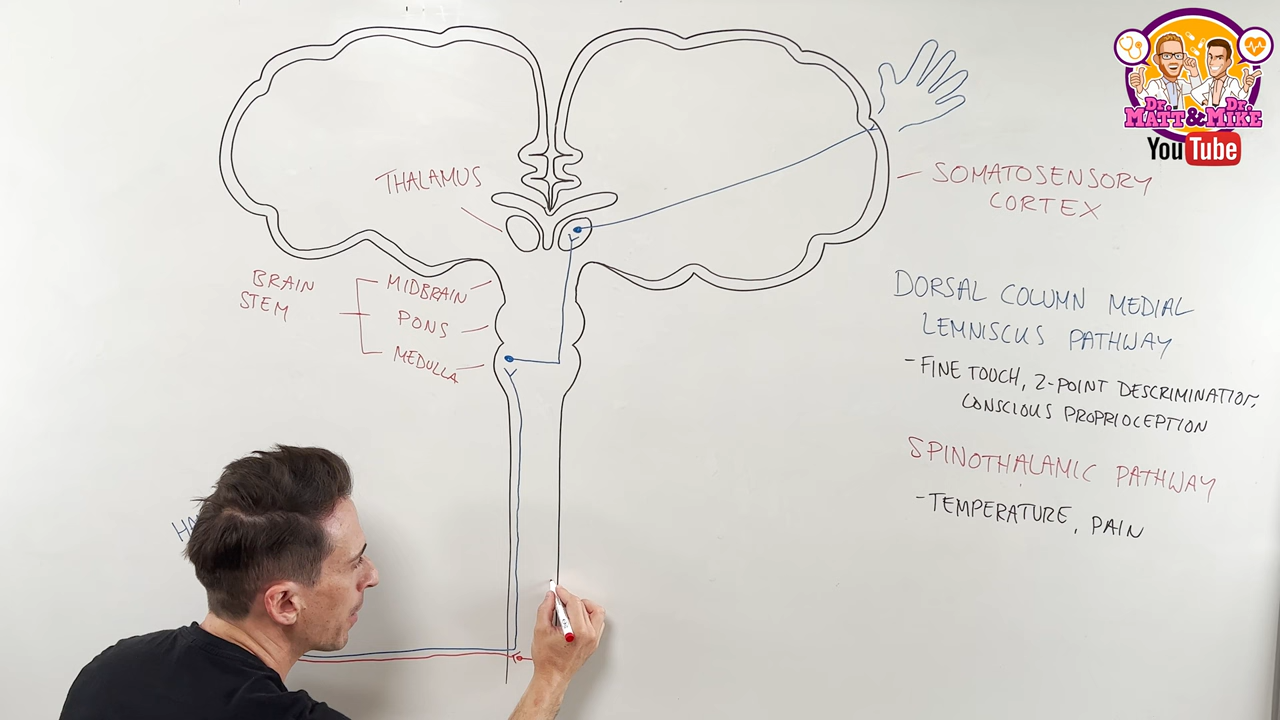 Dr. Dr.
MATT & MIKE
YouTube
THALAMUS
SOMATOSENSORY
CORTEX
BRAIN
STEM
MIDBRAIN
PONS
MEDULLA
DORSAL COLUMN MEDIAL
LEMNISCUS PATHWAY
- FINE TOUCH, 2-POINT DESCRIMINATION,
CONSCIOUS PROPRIOCEPTION
SPINOTHALAMIC PATHWAY
- TEMPERATURE, PAIN